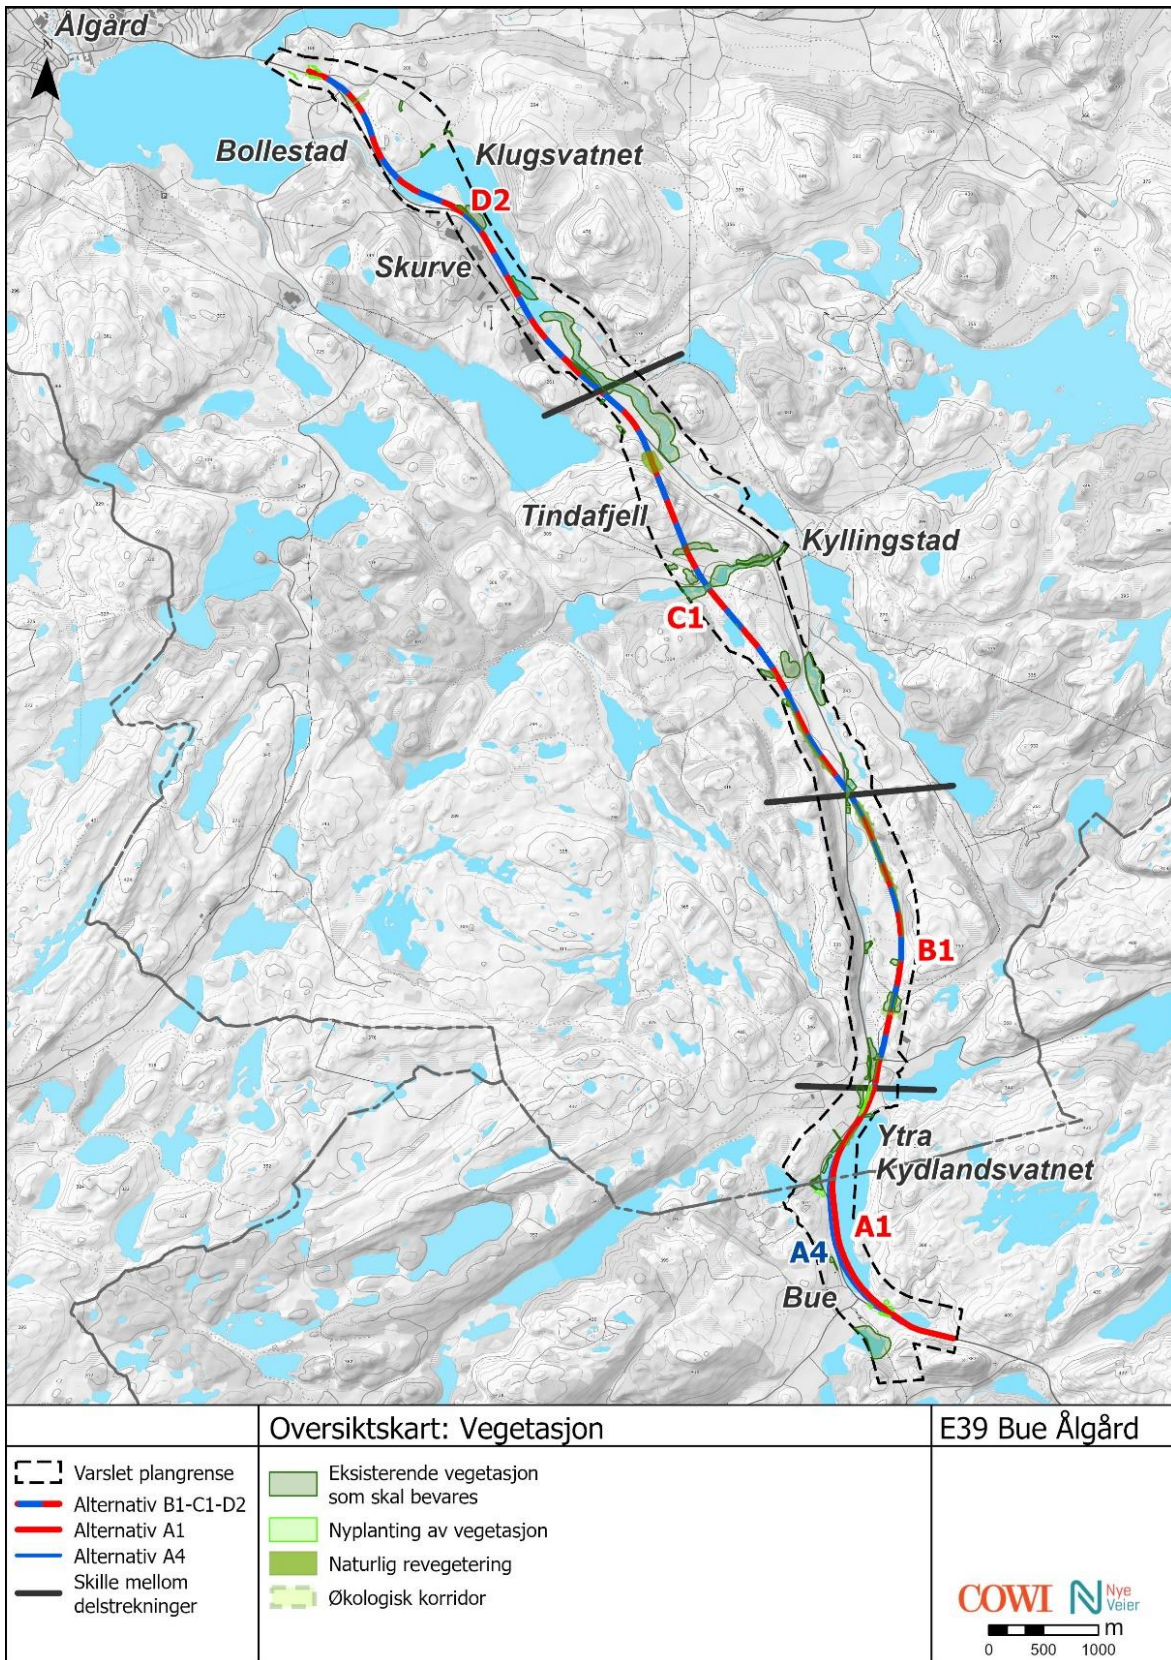 Ålgård
Bollestad
Klugsvatnet
D2
Skurve
Tindafjell
Kyllingstad
C1
B1
Ytra
Kydlandsvatnet
A1
A4
Bue
Oversiktskart: Vegetasjon
E39 Bue Ålgård
Varslet plangrense
Alternativ B1-C1-D2
Alternativ A1
Alternativ A4
Skille mellom
delstrekninger
Eksisterende vegetasjon
som skal bevares
Nyplanting av vegetasjon
Naturlig revegetering
Økologisk korridor
COWI
Nye
Veier
m
0 500 1000